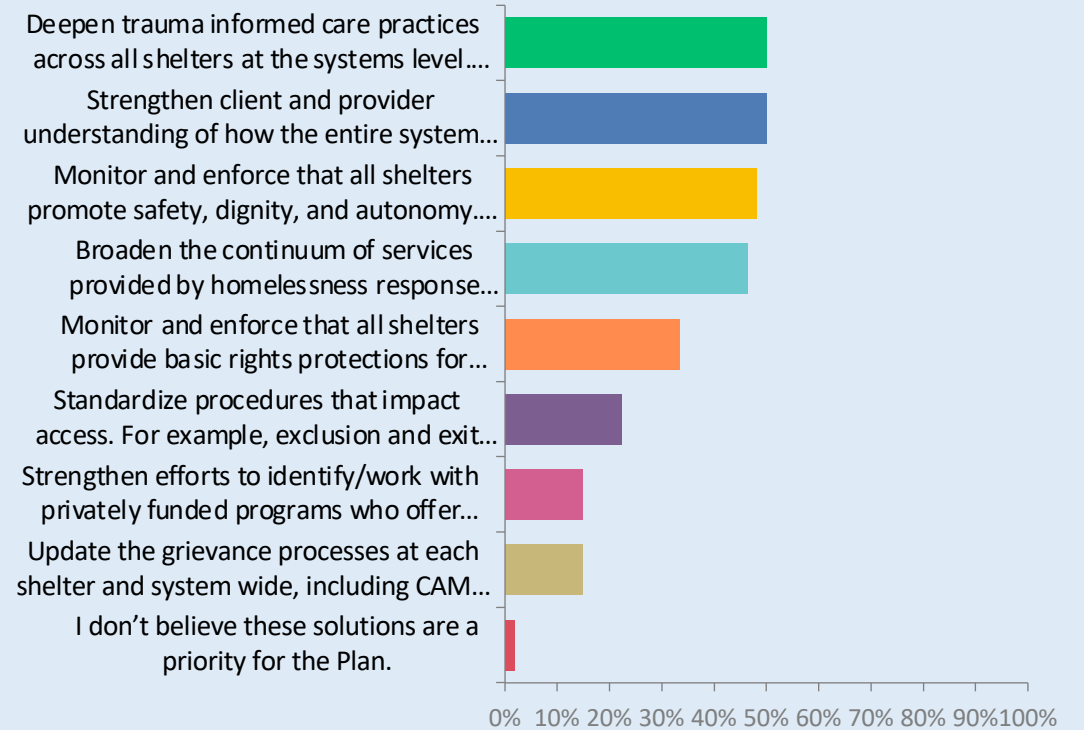 Deepen trauma informed care practices
across all shelters at the systems level....
Strengthen client and provider
understanding of how the entire system...
Monitor and enforce that all shelters
promote safety, dignity, and autonomy....
Broaden the continuum of services
provided by homelessness response...
Monitor and enforce that all shelters
provide basic rights protections for...
Standardize procedures that impact
access. For example, exclusion and exit...
Strengthen efforts to identify/work with
privately funded programs who offer...
Update the grievance processes at each
shelter and system wide, including CAM...
I don’t believe these solutions are a
priority for the Plan.
0% 10% 20% 30% 40% 50% 60% 70% 80% 90%100%